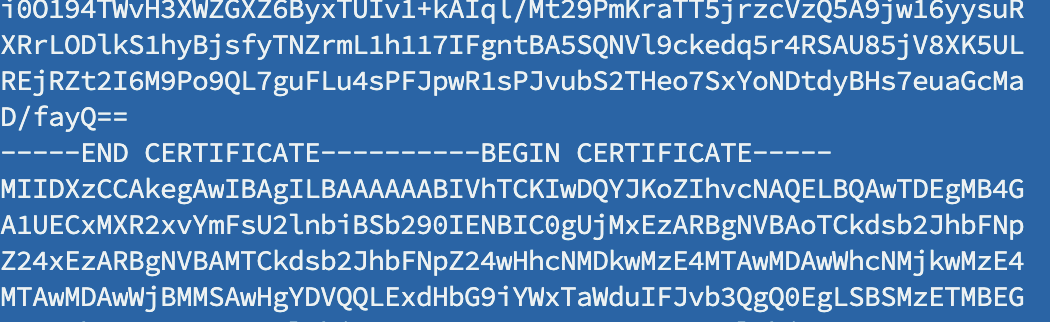 i0O194TWvH3XWZGXZ6ByxTUIv1+kAIql/Mt29PmKraTT5jrzcVzQ5A9jw16yysuR
XRrLODlkS1hyBjsfyTNZrmL1h117IFgntBA5SQNVl9ckedq5r4RSAU85jV8XK5UL
REjRZt2I6M9Po9QL7guFLu4sPFJpwR1sPJvubS2THeo7SxYoNDtdyBHs7euaGcMa
D/fayQ==
-----END CERTIFICATE----------BEGIN CERTIFICATE-----
MIIDXzCCAkegAwIBAgILBAAAAAABIVhTCKIwDQYJKoZIhvcNAQELBQAwTDEgMB4G
A1UECxMXR2xvYmFsU2lnbiBSb290IENBIC0gUjMxEzARBgNVBAoTCkdsb2JhbFNp
Z24xEzARBgNVBAMTCkdsb2JhbFNpZ24wHhcNMDkwMzE4MTAwMDAwWhcNMjkwMzE4
MTAwMDAwWjBMMSAwHgYDVQQLExdHbG9iYWxTaWduIFJvb3QgQ0EgLSBSMzETMBEG